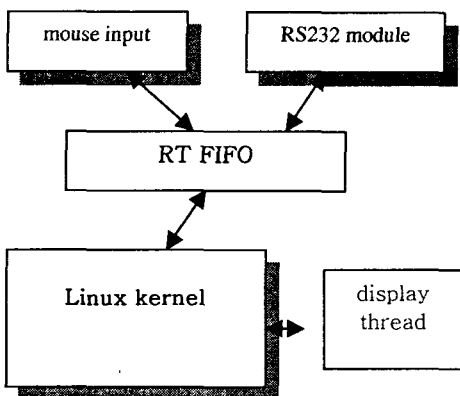 mouse input
RS232 module
RT FIFO
Linux kernel
display
thread